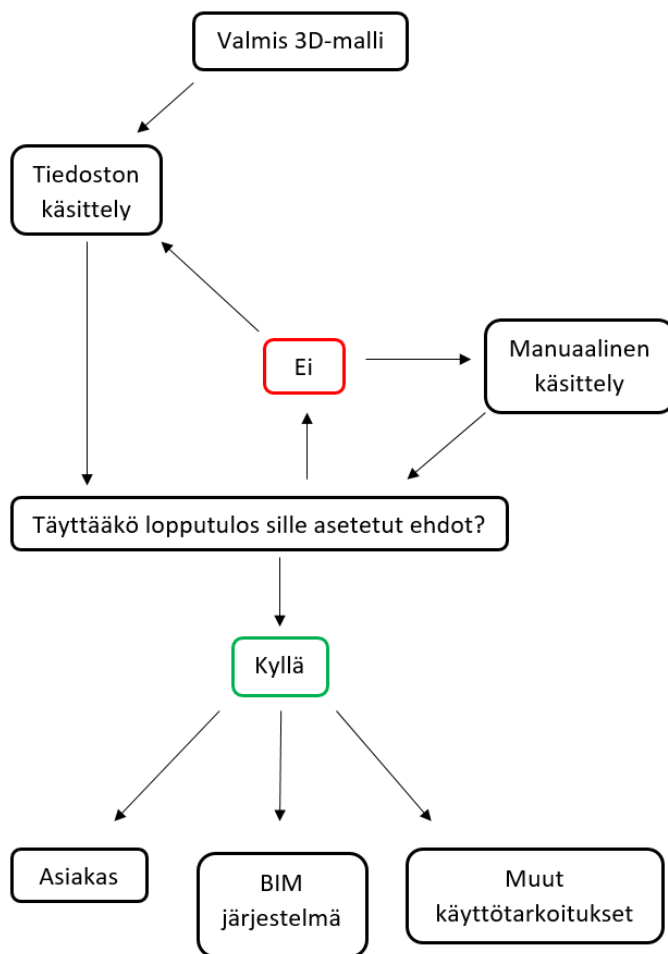 Valmis 3D-malli
Tiedoston
käsittely
Ei
Manuaalinen
käsittely
Täyttääkö lopputulos sille asetetut ehdot?
Kyllä
Asiakas
BIM
järjestelmä
Muut
käyttötarkoitukset